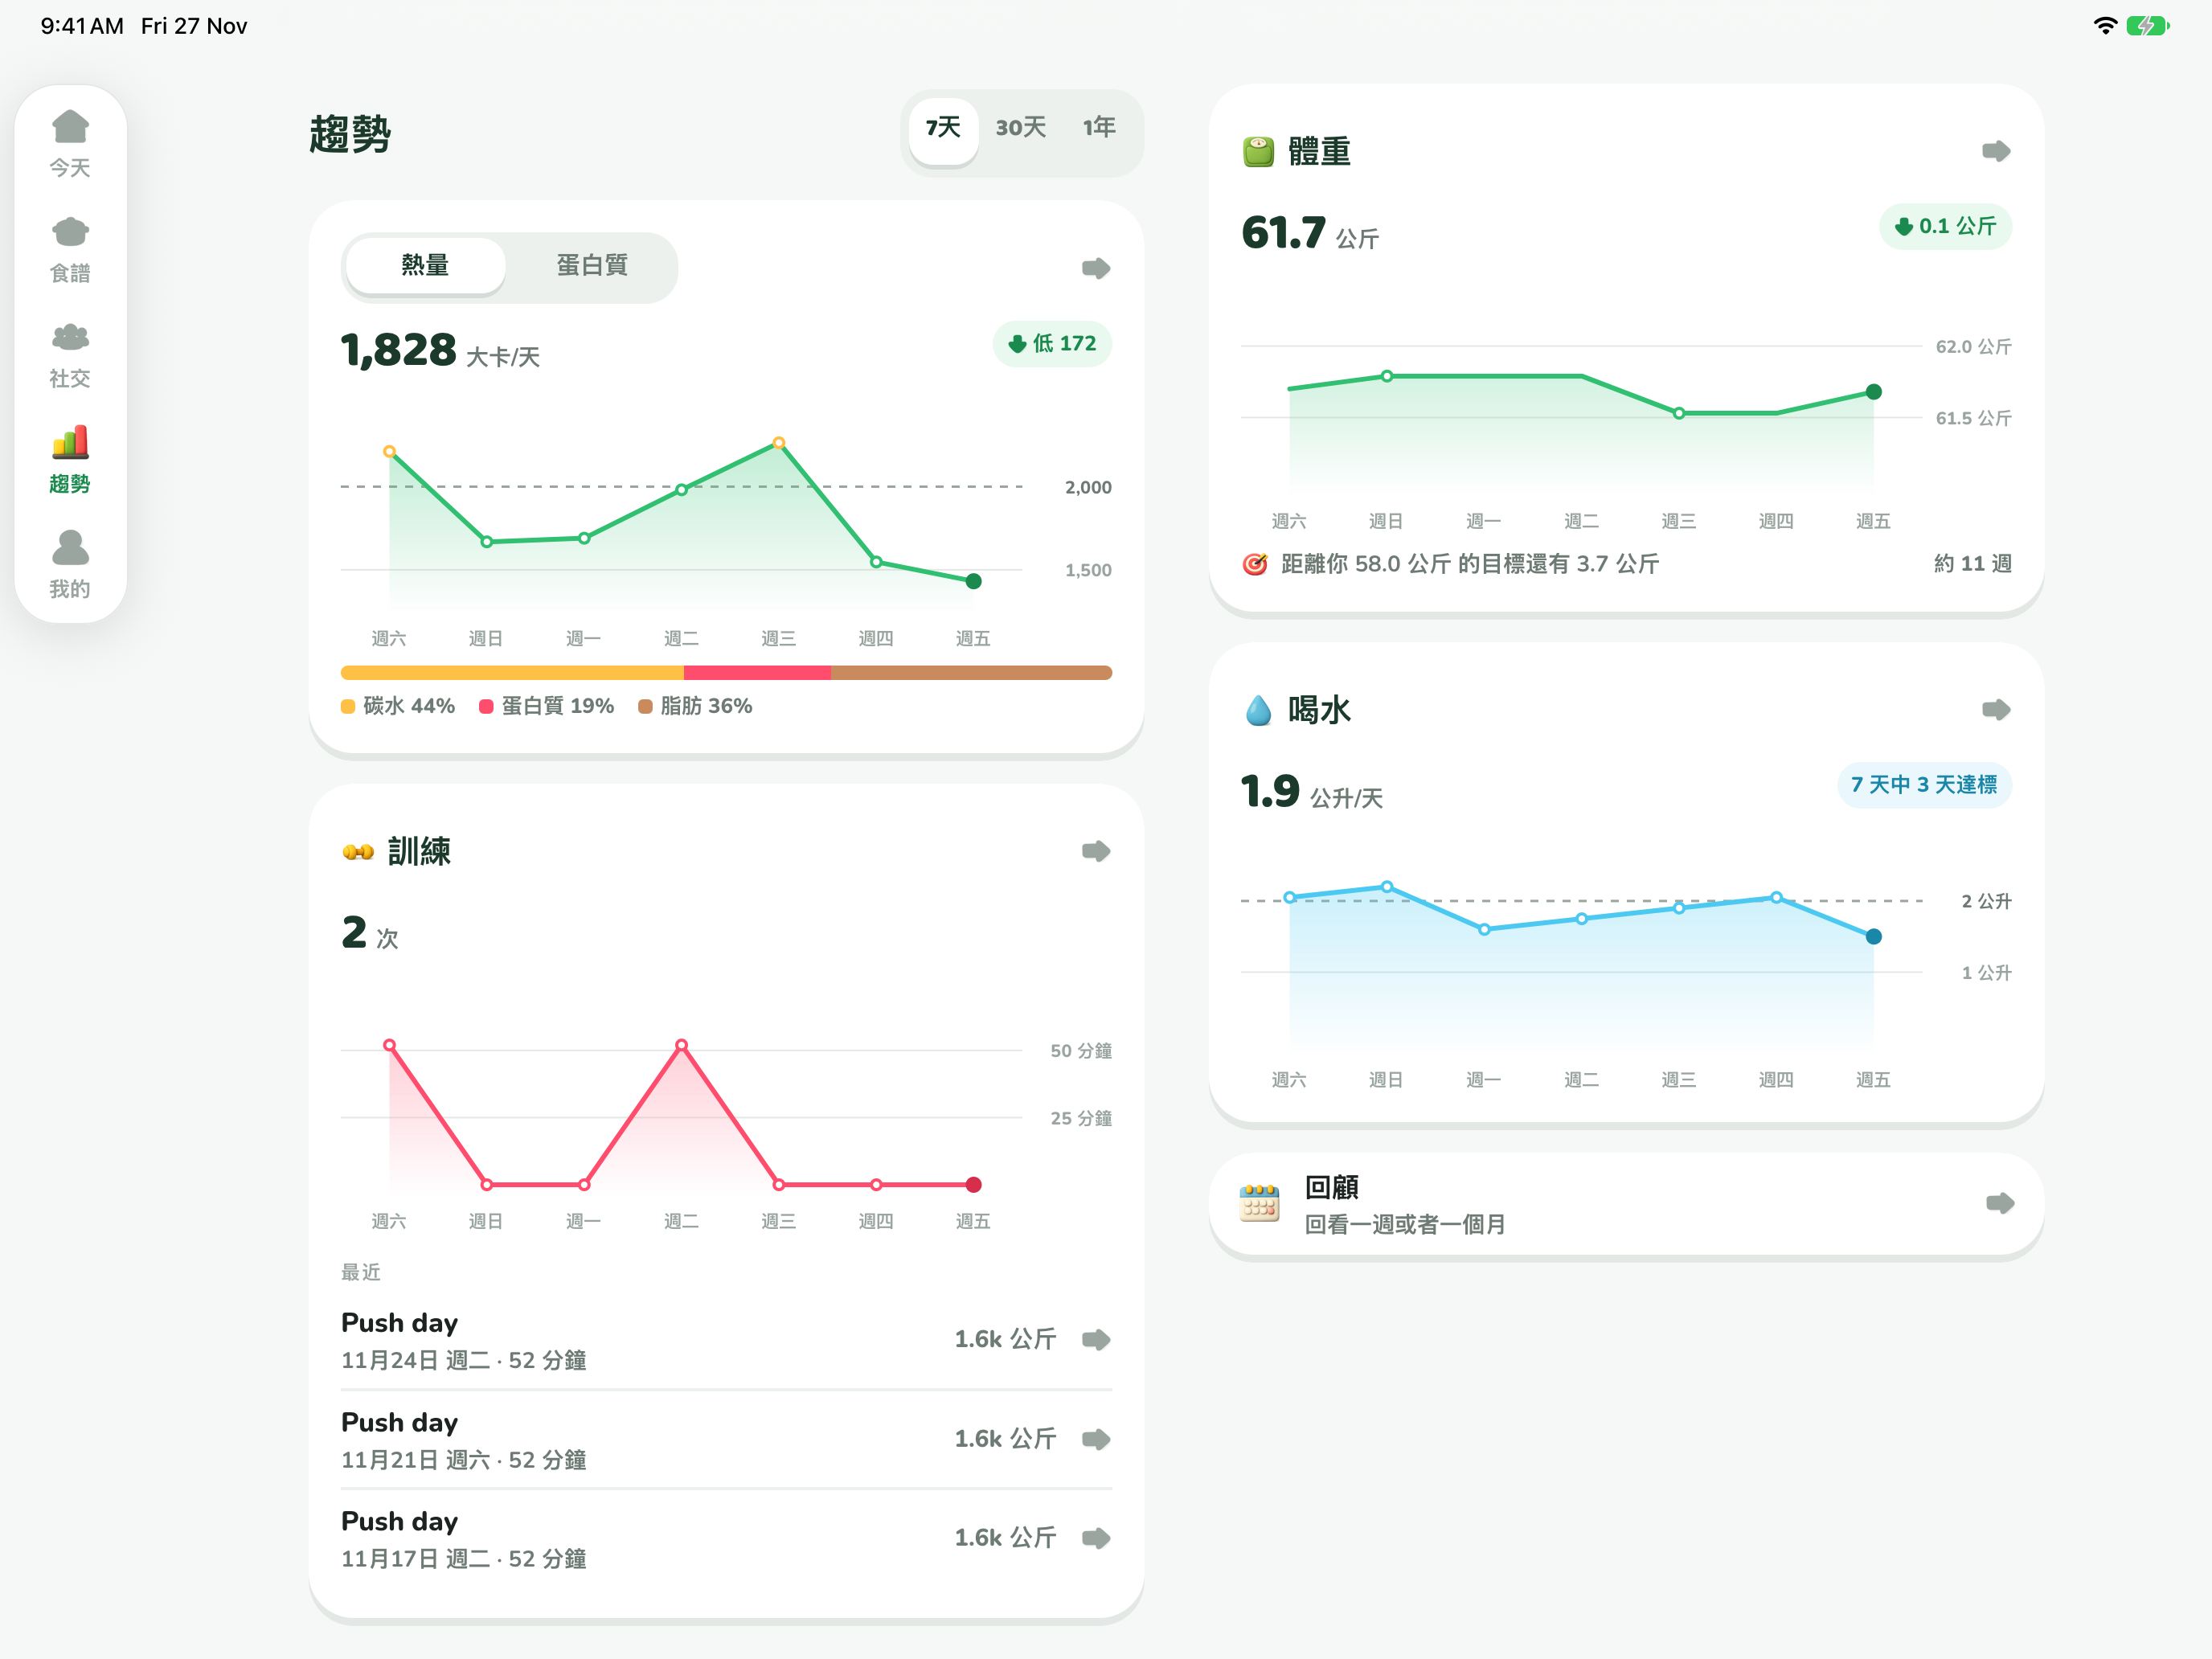 9:41 AM Fri 27 Nov
今天
食譜
社交
趨勢
我的
趨勢
7天 30天 1年
熱量 蛋白質
1,828 大卡/天
低 172
2,000
1,500
週六 週日 週一 週二 週三 週四 週五
碳水 44% 蛋白質 19% 脂肪 36%
訓練
2 次
50 分鐘
25 分鐘
週六 週日 週一 週二 週三 週四 週五
最近
Push day
11月24日 週二 · 52 分鐘
1.6k 公斤
Push day
11月21日 週六 · 52 分鐘
1.6k 公斤
Push day
11月17日 週二 · 52 分鐘
1.6k 公斤
體重
61.7 公斤
0.1 公斤
62.0 公斤
61.5 公斤
週六 週日 週一 週二 週三 週四 週五
距離你 58.0 公斤 的目標還有 3.7 公斤
約 11 週
喝水
1.9 公升/天
7 天中 3 天達標
2 公升
1 公升
週六 週日 週一 週二 週三 週四 週五
回顧
回看一週或者一個月